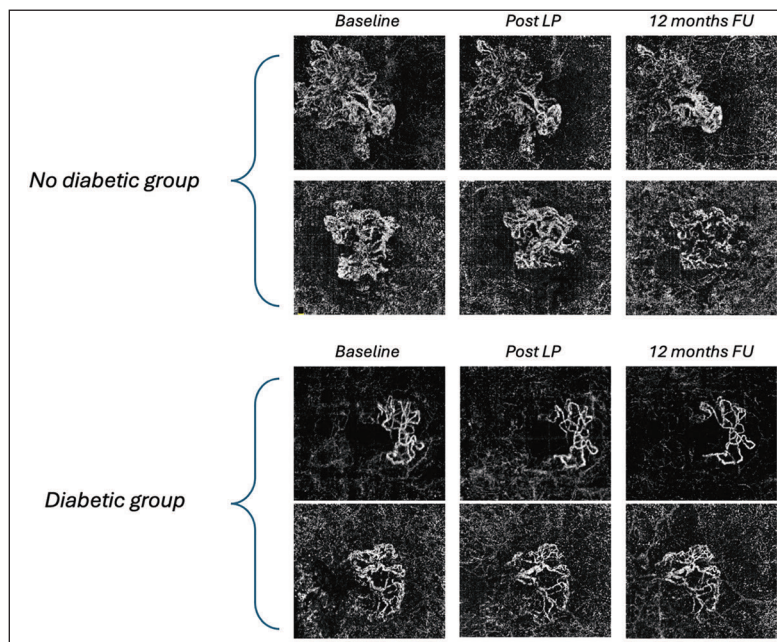 Baseline Post LP 12 months FU
No diabetic group
Baseline Post LP 12 months FU
Diabetic group